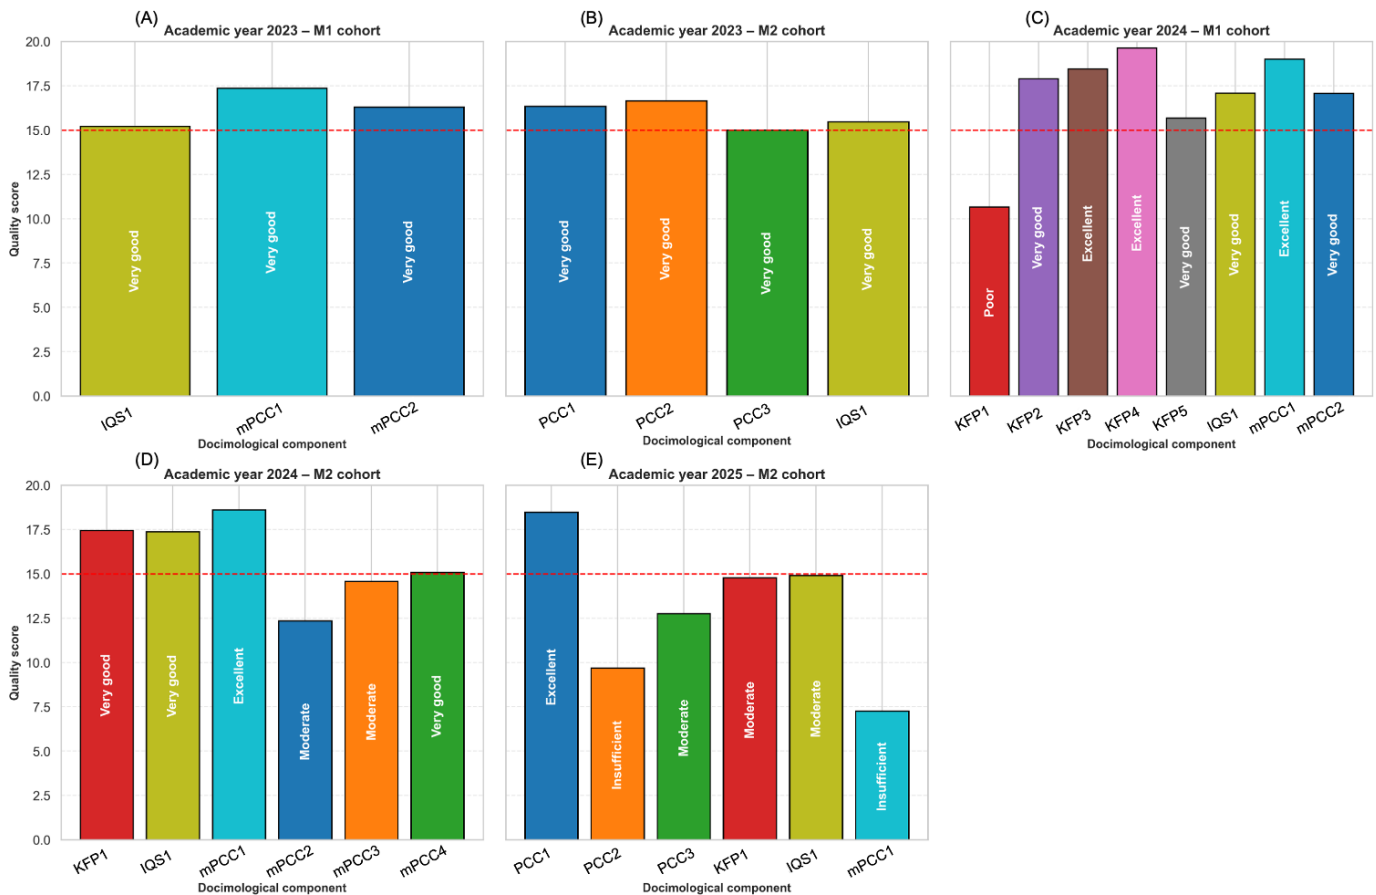 (A)
Academic year 2023 – M1 cohort
Quality score
20.0
17.5
15.0
12.5
10.0
7.5
5.0
2.5
0.0
Very good
Very good
Very good
IQS1
mPCC1
mPCC2
Docimological component
(B)
Academic year 2023 – M2 cohort
Very good
Very good
Very good
Very good
PCC1
PCC2
PCC3
IQS1
Docimological component
(C)
Academic year 2024 – M1 cohort
Poor
Very good
Excellent
Excellent
Very good
Very good
Excellent
Very good
KFP1
KFP2
KFP3
KFP4
KFP5
IQS1
mPCC1
mPCC2
Docimological component
(D)
Academic year 2024 – M2 cohort
Quality score
20.0
17.5
15.0
12.5
10.0
7.5
5.0
2.5
0.0
Very good
Very good
Excellent
Moderate
Moderate
Very good
KFP1
IQS1
mPCC1
mPCC2
mPCC3
mPCC4
Docimological component
(E)
Academic year 2025 – M2 cohort
Excellent
Insufficient
Moderate
Moderate
Moderate
Insufficient
PCC1
PCC2
PCC3
KFP1
IQS1
mPCC1
Docimological component